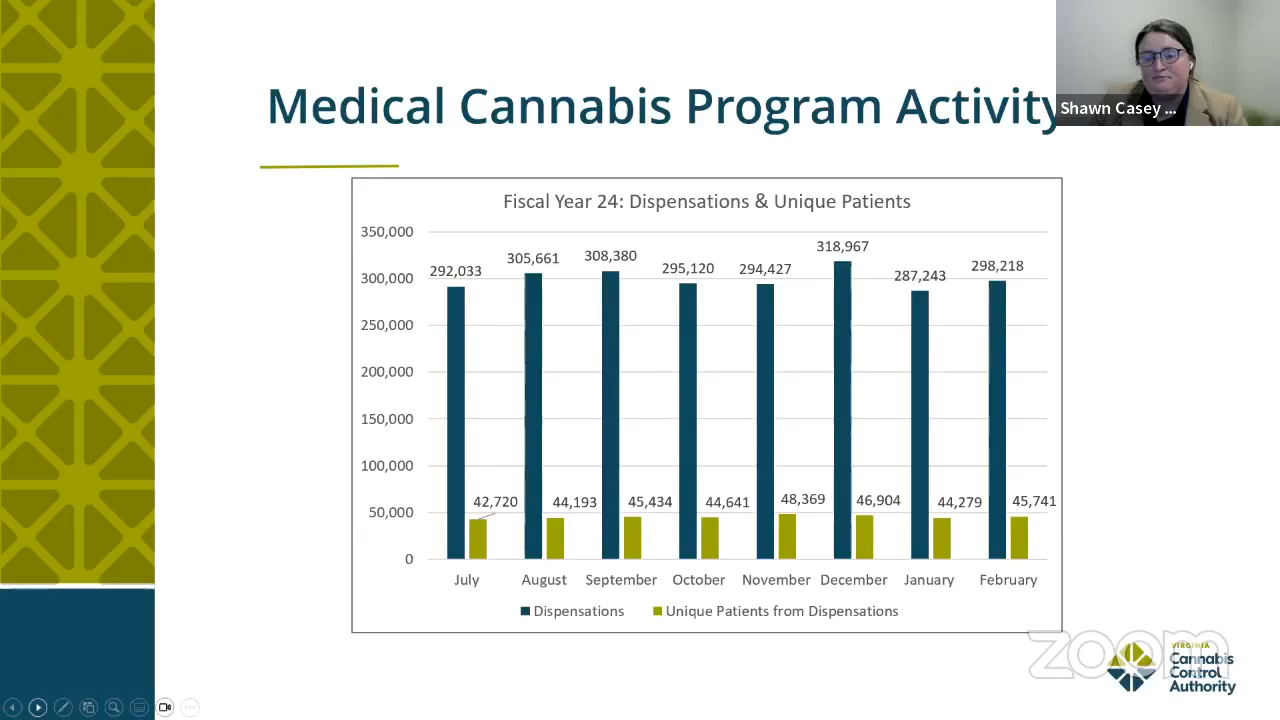 Medical Cannabis Program Activity
Shawn Casey ...
Fiscal Year 24: Dispensations & Unique Patients
350,000
300,000
250,000
200,000
150,000
100,000
50,000
0
292,033
305,661
308,380
295,120
294,427
318,967
287,243
298,218
42,720
44,193
45,434
44,641
48,369
46,904
44,279
45,741
July August September October November December January February
Dispensations Unique Patients from Dispensations
zoom
VIRGINIA
Cannabis
Control
Authority